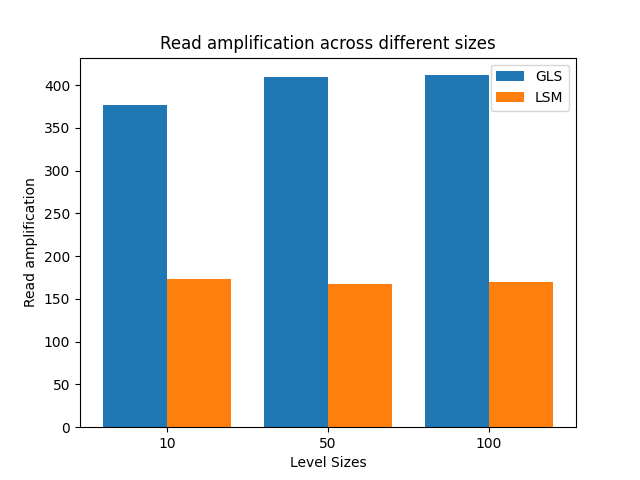 Read amplification across different sizes
GLS
LSM
Read amplification
400
350
300
250
200
150
100
50
0
10 50 100
Level Sizes